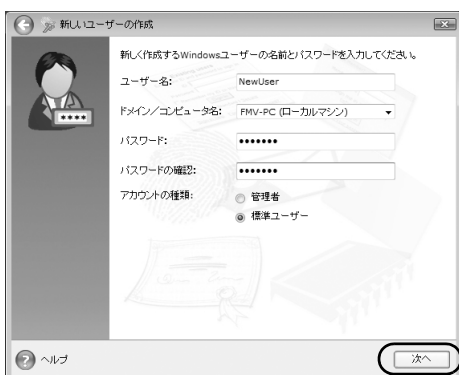 新しいユーザーの作成
新しく作成するWindowsユーザーの名前とパスワードを入力してください。
ユーザー名: NewUser
ドメイン/コンピュータ名: FMV-PC (ローカルマシン)
パスワード: •••••••
パスワードの確認: •••••••
アカウントの種類: 管理者
標準ユーザー
****
ヘルプ
次へ